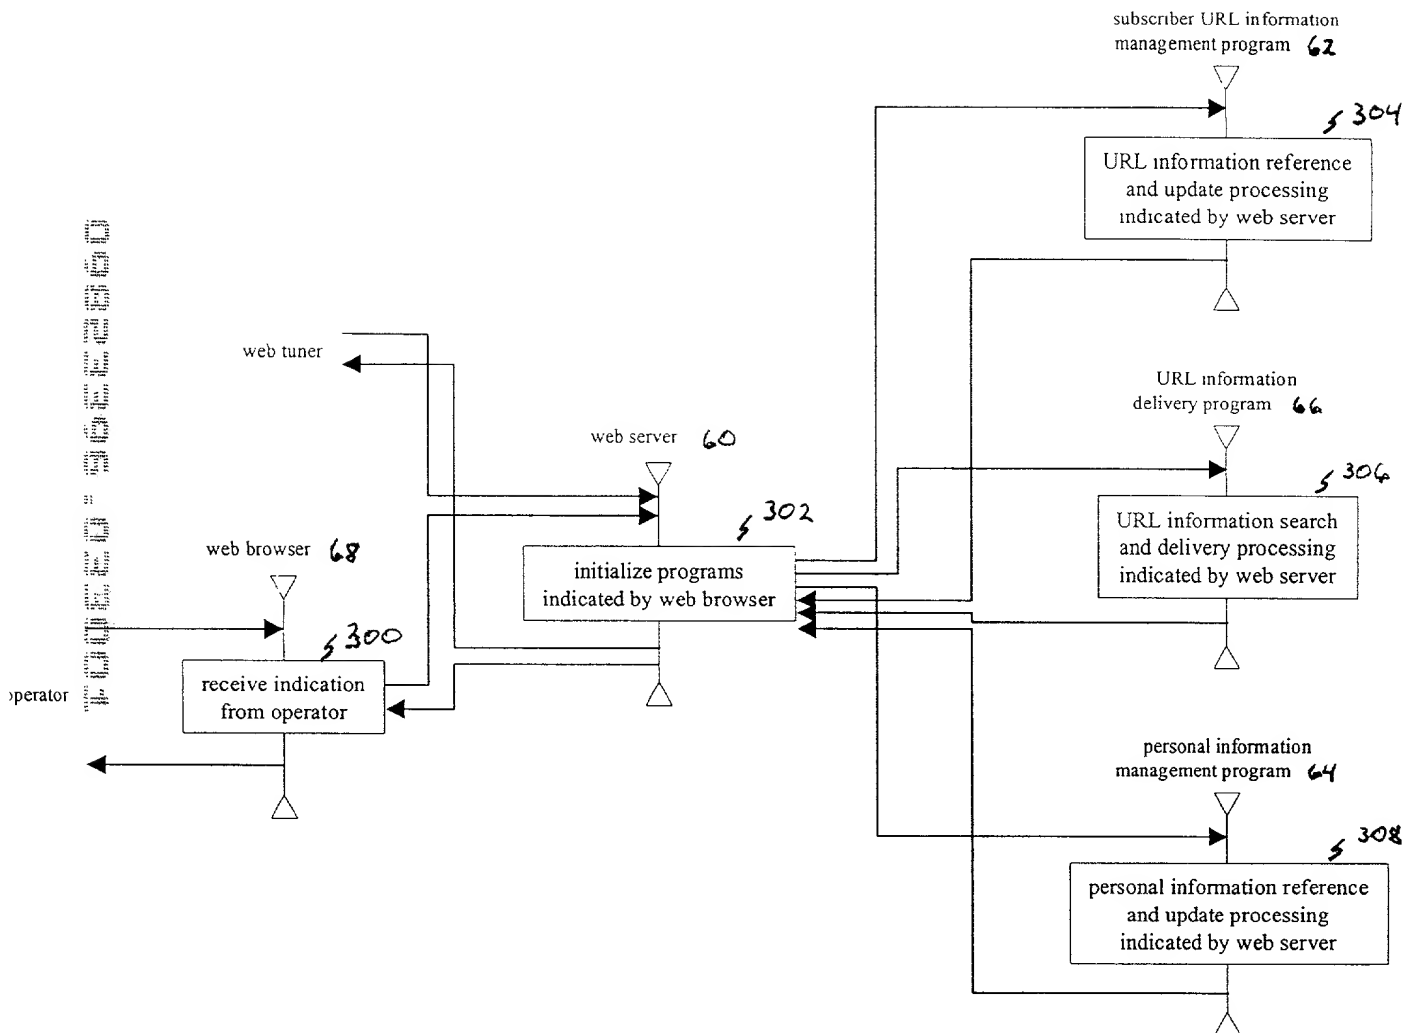 subscriber URL information
management program 62
304
URL information reference
and update processing
indicated by web server
web tuner
URL information
delivery program 66
web server 60
306
302
URL information search
and delivery processing
indicated by web server
web browser 68
initialize programs
indicated by web browser
300
operator
receive indication
from operator
personal information
management program 64
308
personal information reference
and update processing
indicated by web server